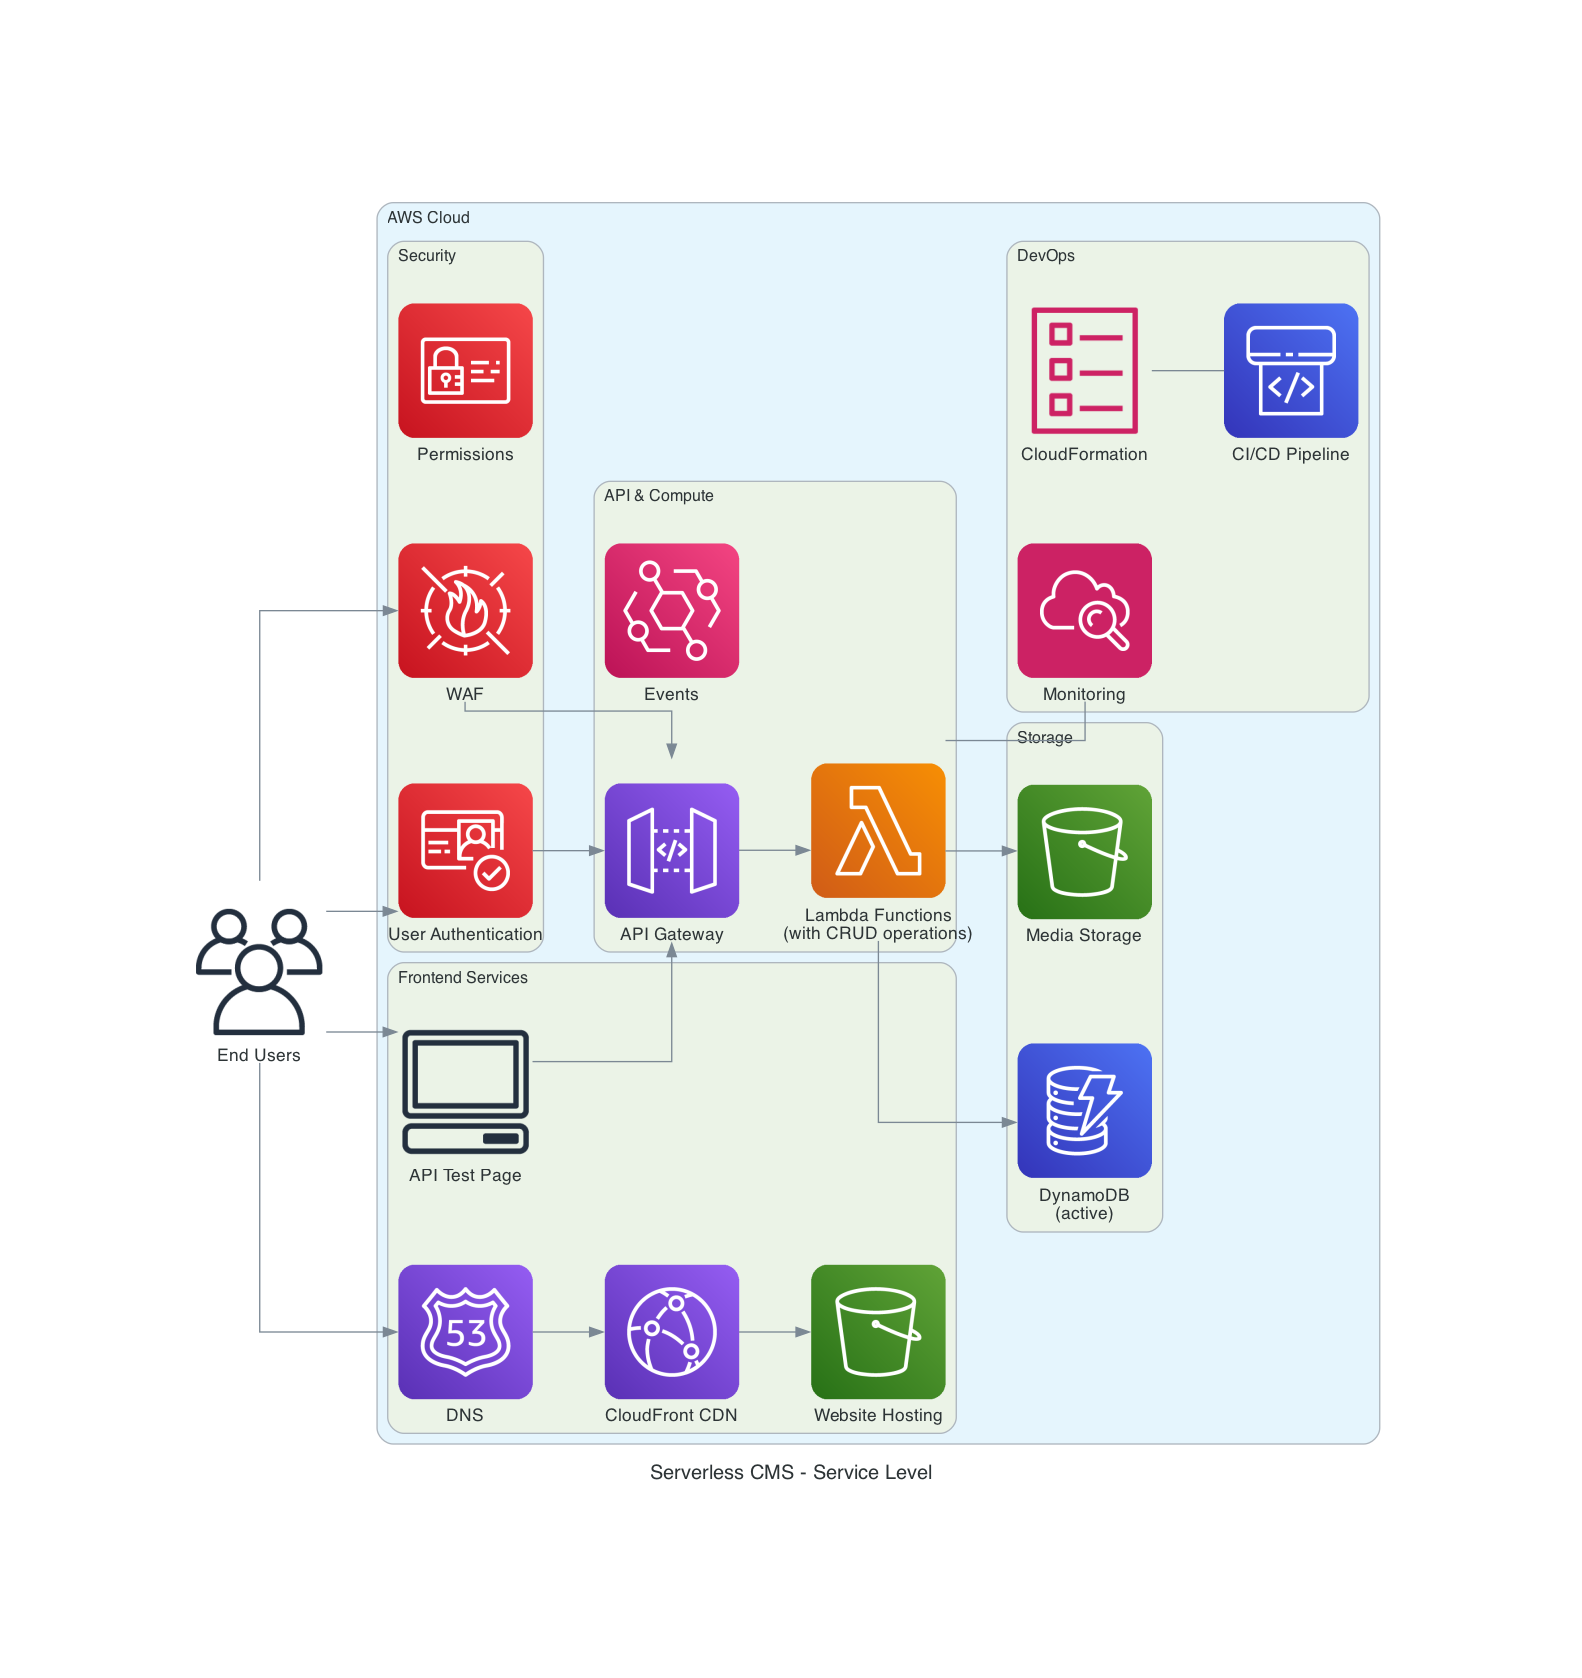 AWS Cloud
Security
DevOps
Permissions
CloudFormation
CI/CD Pipeline
API & Compute
WAF
Events
Monitoring
Storage
User Authentication
API Gateway
Lambda Functions
(with CRUD operations)
Media Storage
Frontend Services
End Users
API Test Page
DynamoDB
(active)
53
DNS
CloudFront CDN
Website Hosting
Serverless CMS - Service Level